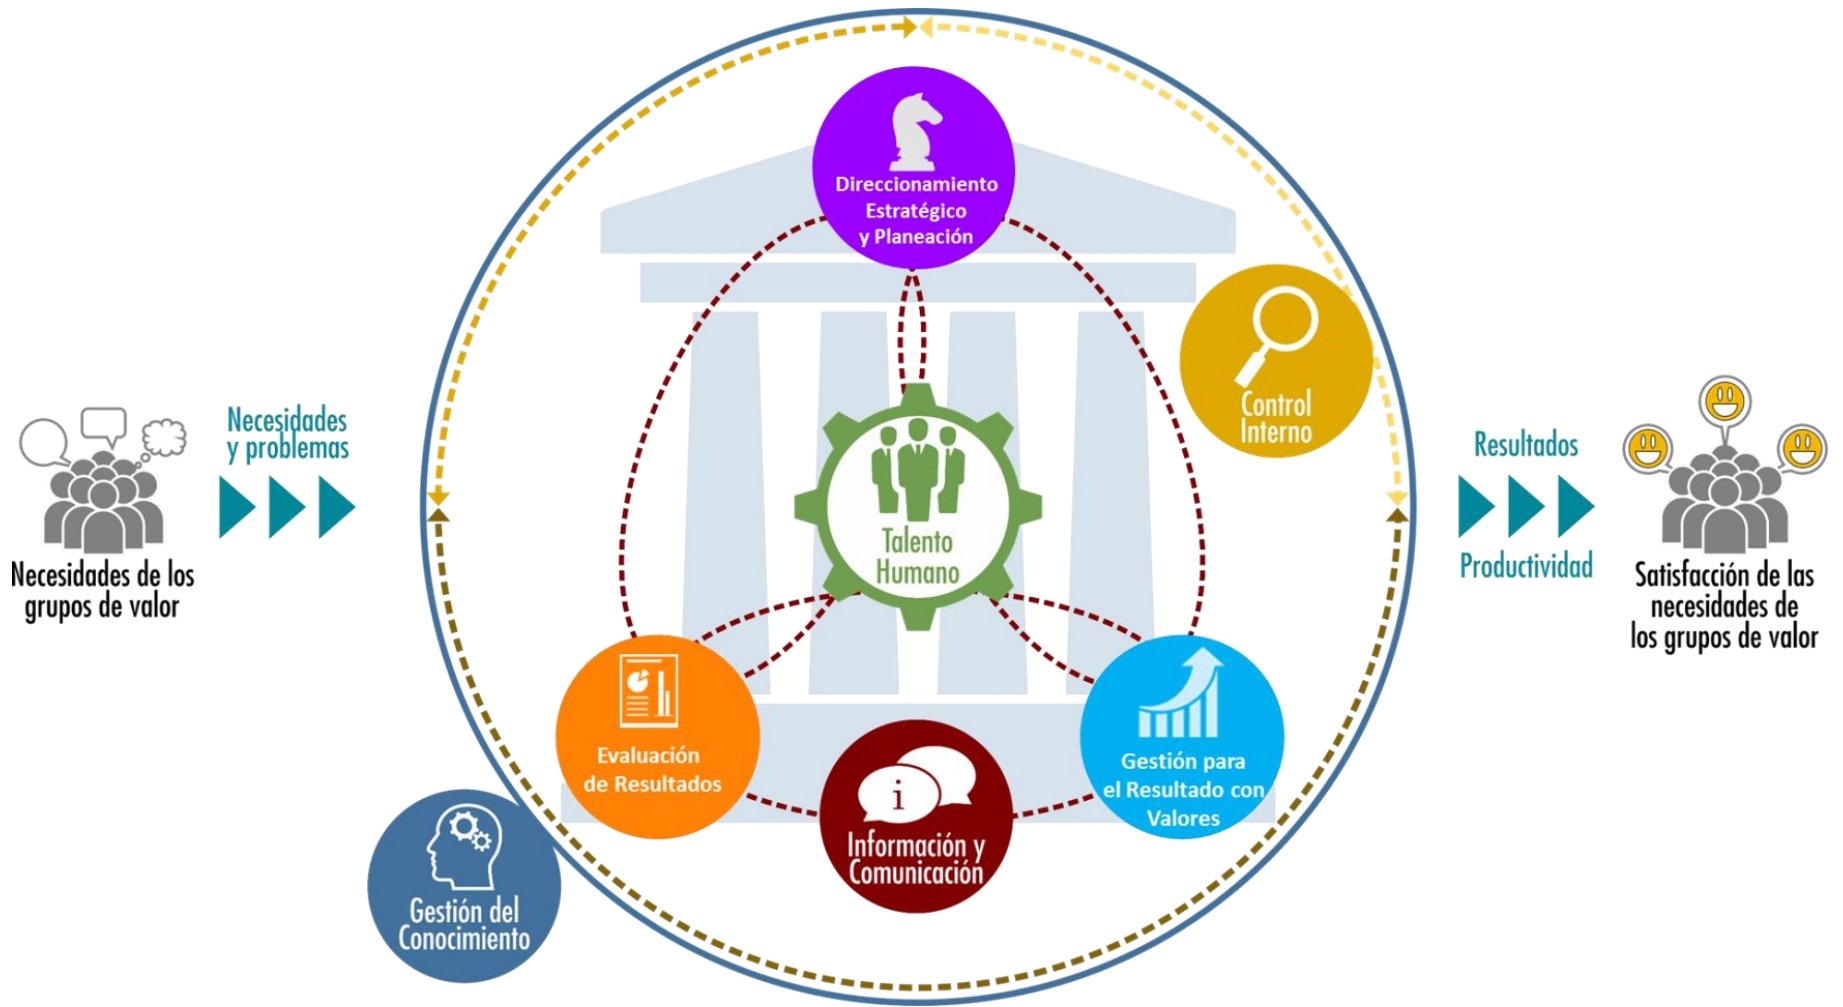 Direccionamiento
Estratégico
y Planeación
Control
Interno
Necesidades
y problemas
Necesidades de los
grupos de valor
Talento
Humano
Resultados
Productividad
Satisfacción de las
necesidades de
los grupos de valor
Evaluación
de Resultados
Gestión para
el Resultado con
Valores
i
Información y
Comunicación
Gestión del
Conocimiento